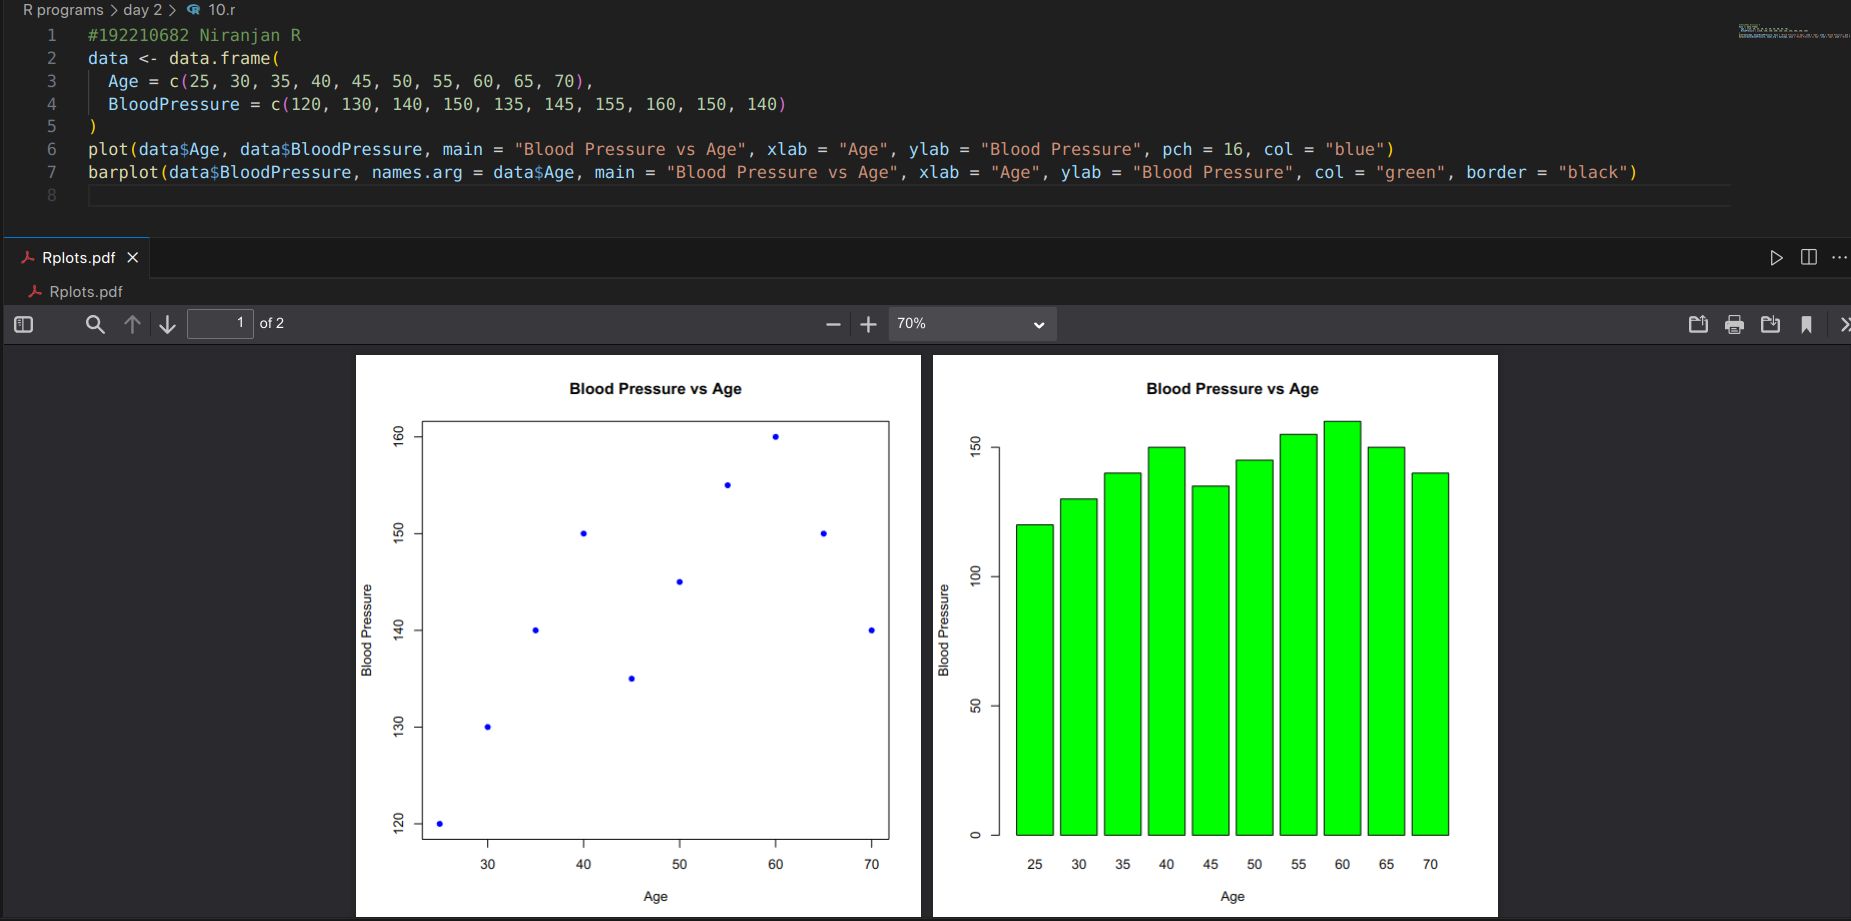 R programs > day 2 > 10.r
1 #192210682 Niranjan R
2 data <- data.frame(
3 Age = c(25, 30, 35, 40, 45, 50, 55, 60, 65, 70),
4 BloodPressure = c(120, 130, 140, 150, 135, 145, 155, 160, 150, 140)
5 )
6 plot(data$Age, data$BloodPressure, main = "Blood Pressure vs Age", xlab = "Age", ylab = "Blood Pressure", pch = 16, col = "blue")
7 barplot(data$BloodPressure, names.arg = data$Age, main = "Blood Pressure vs Age", xlab = "Age", ylab = "Blood Pressure", col = "green", border = "black")
8
Rplots.pdf
Rplots.pdf
1 of 2
70%
Blood Pressure vs Age
160
150
140
130
120
Blood Pressure
30 40 50 60 70
Age
Blood Pressure vs Age
150
100
50
0
Blood Pressure
25 30 35 40 45 50 55 60 65 70
Age